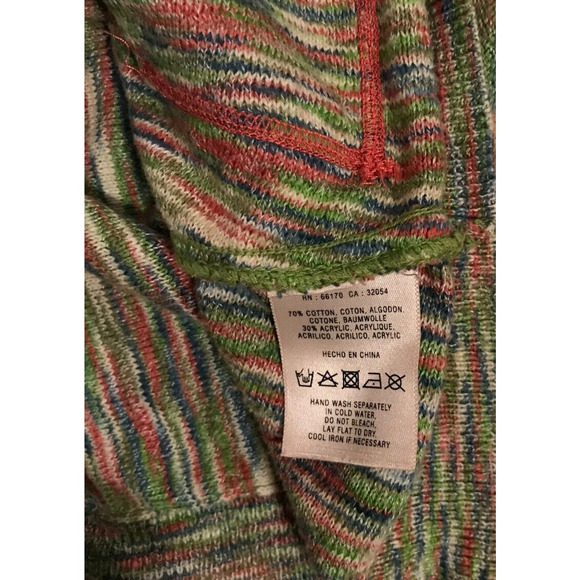 RN : 66170 CA : 32054
70% COTTON, COTON, ALGODON,
COTONE, BAUMWOLLE
30% ACRYLIC, ACRYLIQUE,
ACRILICO, ACRILICO, ACRYLIC
HECHO EN CHINA
HAND WASH SEPARATELY
IN COLD WATER,
DO NOT BLEACH,
LAY FLAT TO DRY,
COOL IRON IF NECESSARY